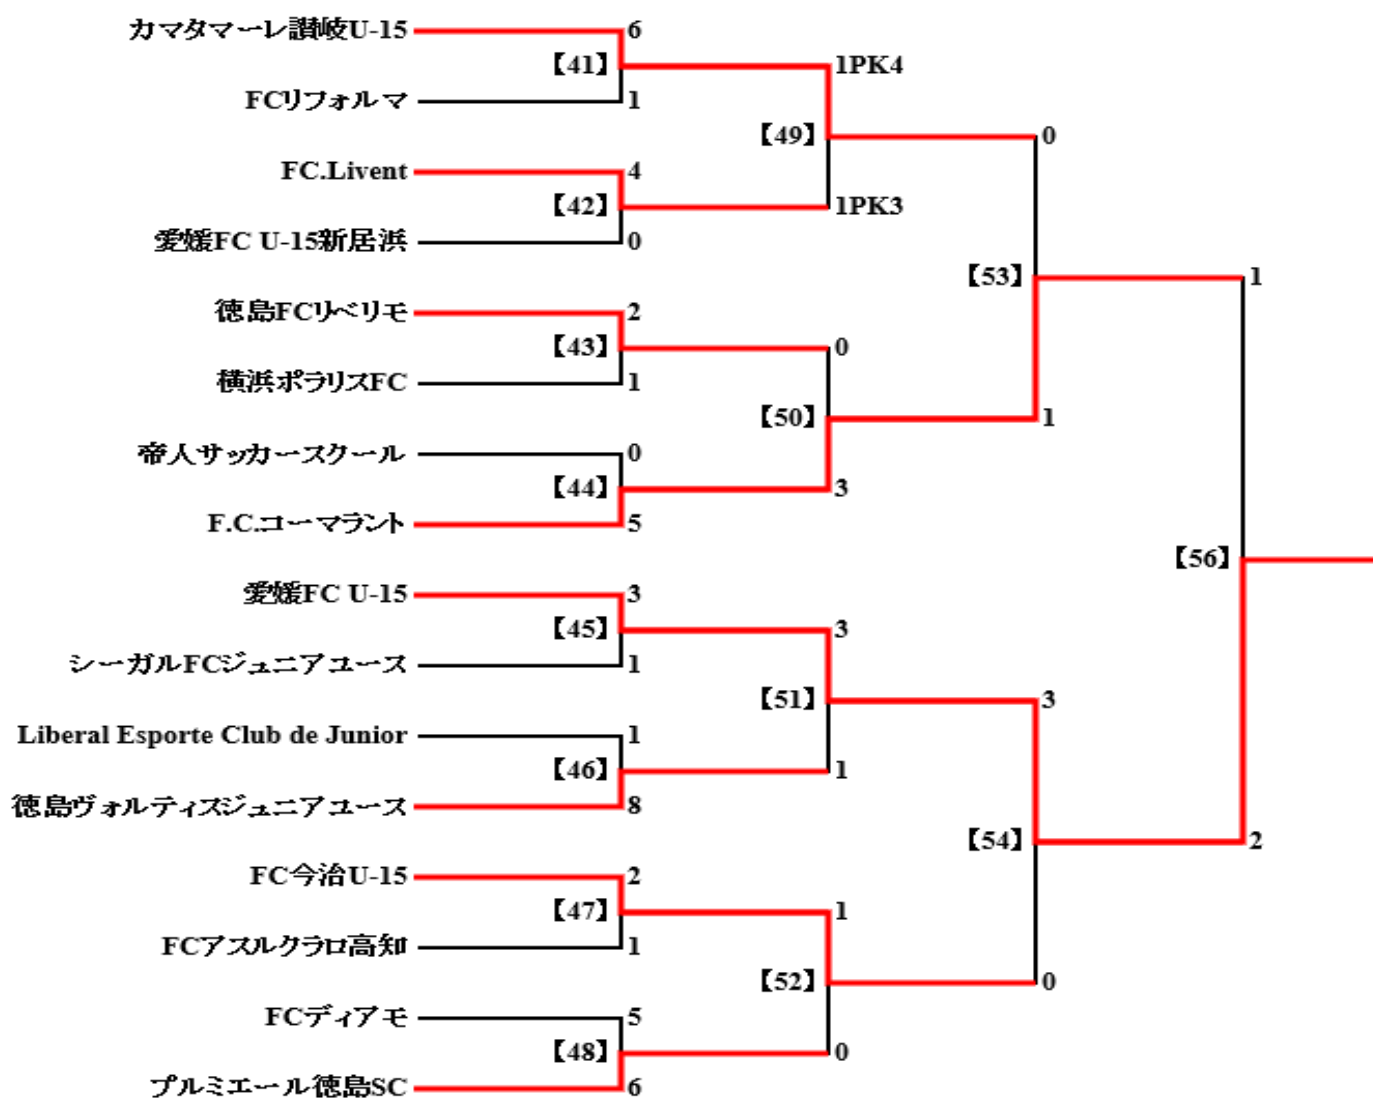 カマタマーレ讃岐U-15 6
【41】 1PK4
FCリフォルマ 1
【49】 0
FC.Livent 4
【42】 1PK3
愛媛FC U-15新居浜 0
【53】 1
徳島FCリベリモ 2
【43】 0
横浜ポラリスFC 1
【50】 1
帝人サッカースクール 0
【44】 3
F.C.コーマラント 5
【56】
愛媛FC U-15 3
【45】 3
シーガルFCジュニアユース 1
【51】 3
Liberal Esporte Club de Junior 1
【46】 1
徳島ヴォルティスジュニアユース 8
【54】 2
FC今治U-15 2
【47】 1
FCアスルクラロ高知 1
【52】 0
FCディアモ 5
【48】 0
プルミエール徳島SC 6